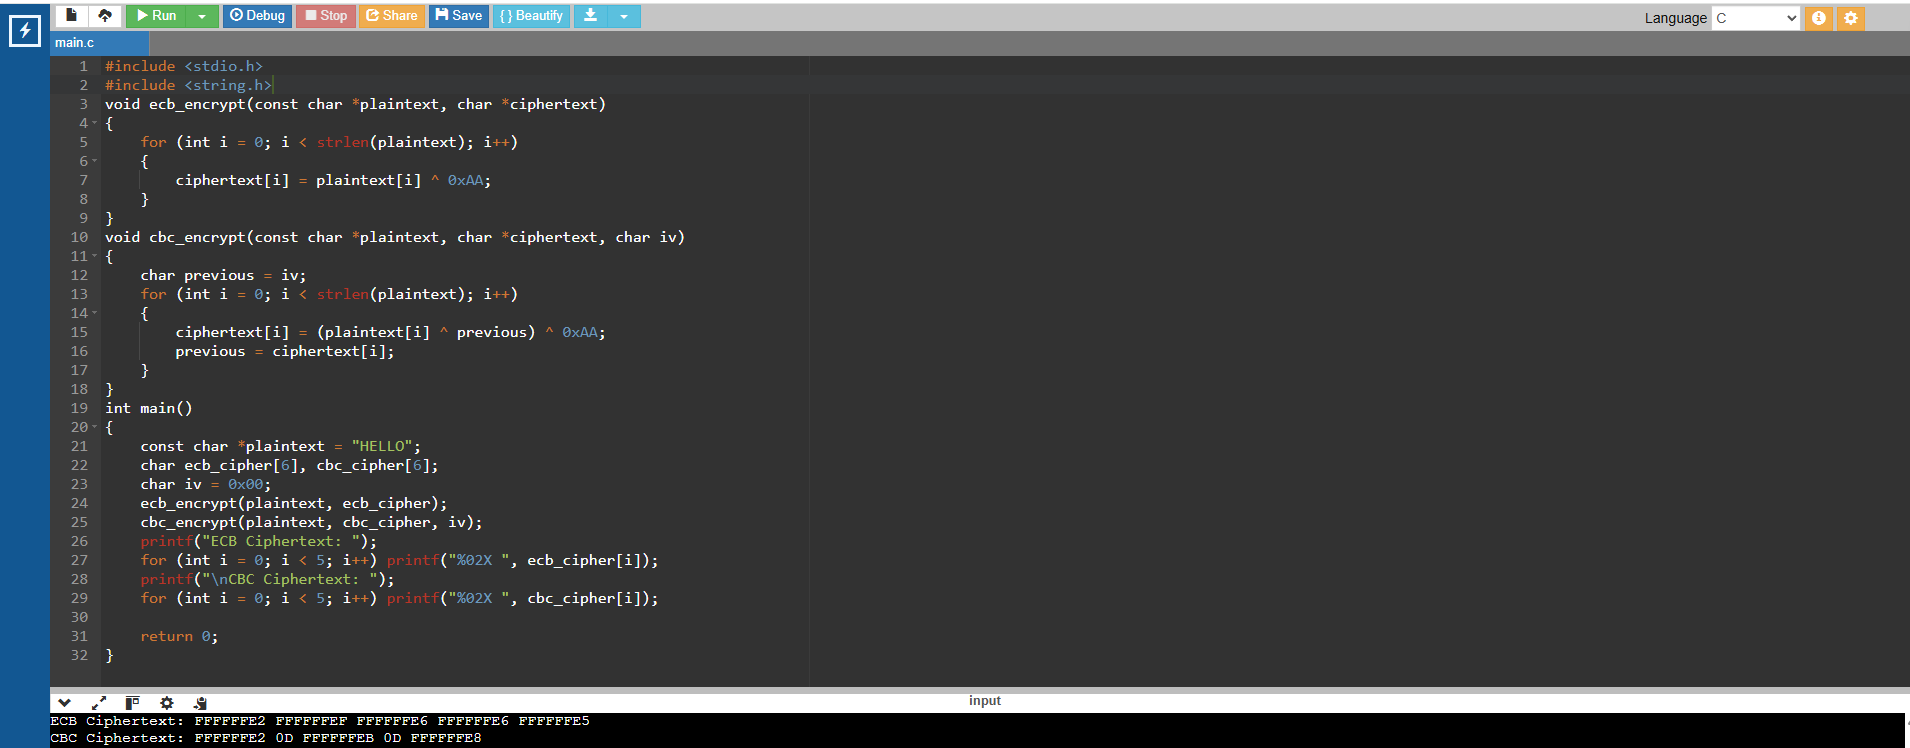 Run Debug Stop Share Save { } Beautify Language C
main.c
1 #include <stdio.h>
2 #include <string.h>
3 void ecb_encrypt(const char *plaintext, char *ciphertext)
4 {
5     for (int i = 0; i < strlen(plaintext); i++)
6     {
7         ciphertext[i] = plaintext[i] ^ 0xAA;
8     }
9 }
10 void cbc_encrypt(const char *plaintext, char *ciphertext, char iv)
11 {
12     char previous = iv;
13     for (int i = 0; i < strlen(plaintext); i++)
14     {
15         ciphertext[i] = (plaintext[i] ^ previous) ^ 0xAA;
16         previous = ciphertext[i];
17     }
18 }
19 int main()
20 {
21     const char *plaintext = "HELLO";
22     char ecb_cipher[6], cbc_cipher[6];
23     char iv = 0x00;
24     ecb_encrypt(plaintext, ecb_cipher);
25     cbc_encrypt(plaintext, cbc_cipher, iv);
26     printf("ECB Ciphertext: ");
27     for (int i = 0; i < 5; i++) printf("%02X ", ecb_cipher[i]);
28     printf("\nCBC Ciphertext: ");
29     for (int i = 0; i < 5; i++) printf("%02X ", cbc_cipher[i]);
30
31     return 0;
32 }
input
ECB Ciphertext: FFFFFFE2 FFFFFFEF FFFFFFE6 FFFFFFE6 FFFFFFE5
CBC Ciphertext: FFFFFFE2 0D FFFFFFEB 0D FFFFFFE8